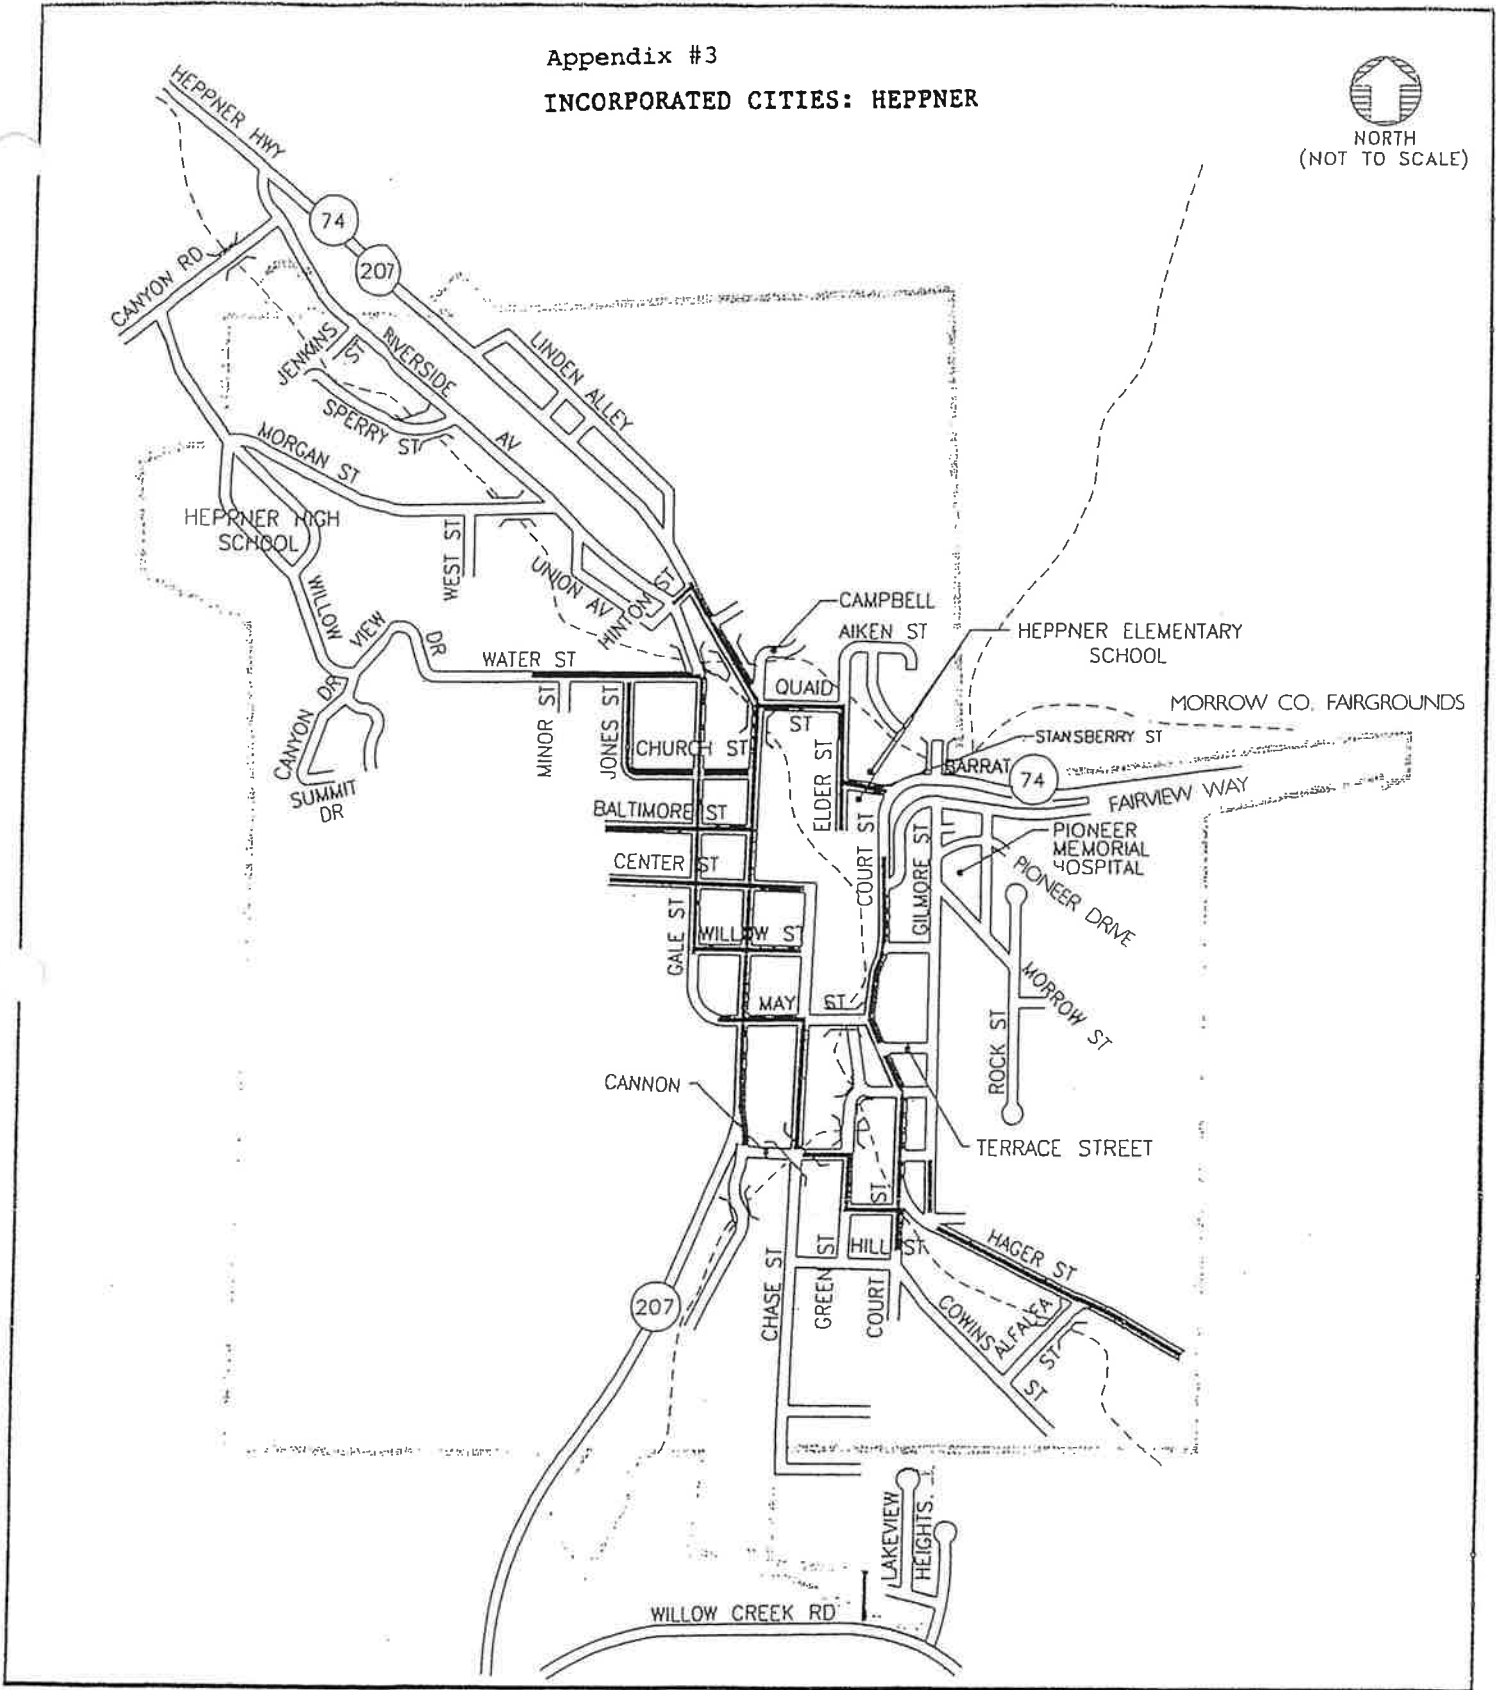 Appendix #3
INCORPORATED CITIES: HEPPNER
NORTH
(NOT TO SCALE)
HEPPNER HWY
74
207
CANYON RD
LINDEN ALLEY
JENKINS
ST
RIVERSIDE
AV
SPERRY ST
MORGAN ST
HEPPNER HIGH
SCHOOL
WEST ST
UNION AV
HINTON ST
WILLOW
VIEW
DR
CAMPBELL
AIKEN ST
HEPPNER ELEMENTARY
SCHOOL
WATER ST
QUAID
ST
MORROW CO. FAIRGROUNDS
CANYON DR
MINOR ST
JONES ST
CHURCH ST
ELDER ST
STANSBERRY ST
BARRAT
74
SUMMIT
DR
FAIRVIEW WAY
BALTIMORE ST
COURT ST
GILMORE ST
PIONEER
MEMORIAL
HOSPITAL
CENTER ST
PIONEER DRIVE
GALE ST
WILLOW ST
MORROW ST
MAY ST
ROCK ST
CANNON
TERRACE STREET
HAGER ST
HILL ST
CHASE ST
GREEN ST
COURT
ST
207
COWINS
ST
ALFALFA
ST
LAKEVIEW
HEIGHTS.
WILLOW CREEK RD